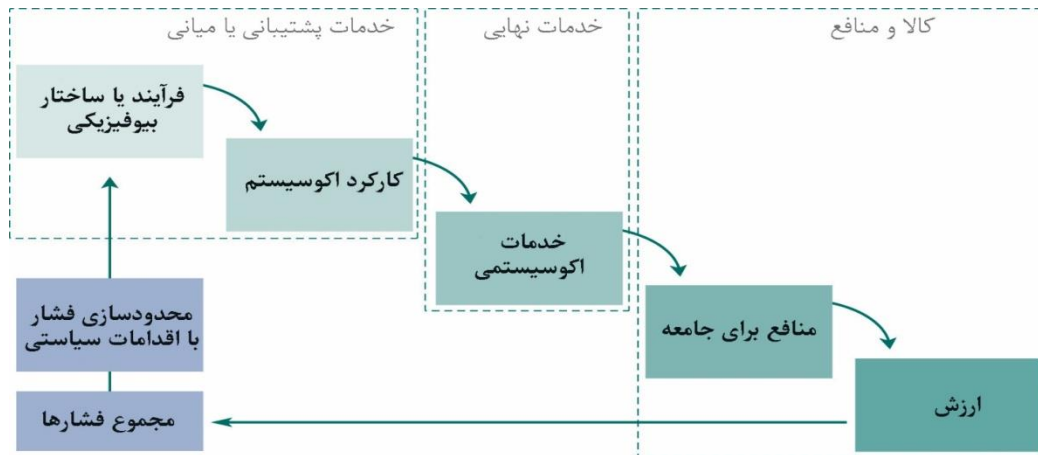 کالا و منافع
خدمات نهایی
خدمات پشتیبانی یا میانی
فرآیند یا ساختار
بیوفیزیکی
کارکرد اکوسیستم
خدمات
اکوسیستمی
منافع برای جامعه
ارزش
محدودسازی فشار
با اقدامات سیاستی
مجموع فشارها